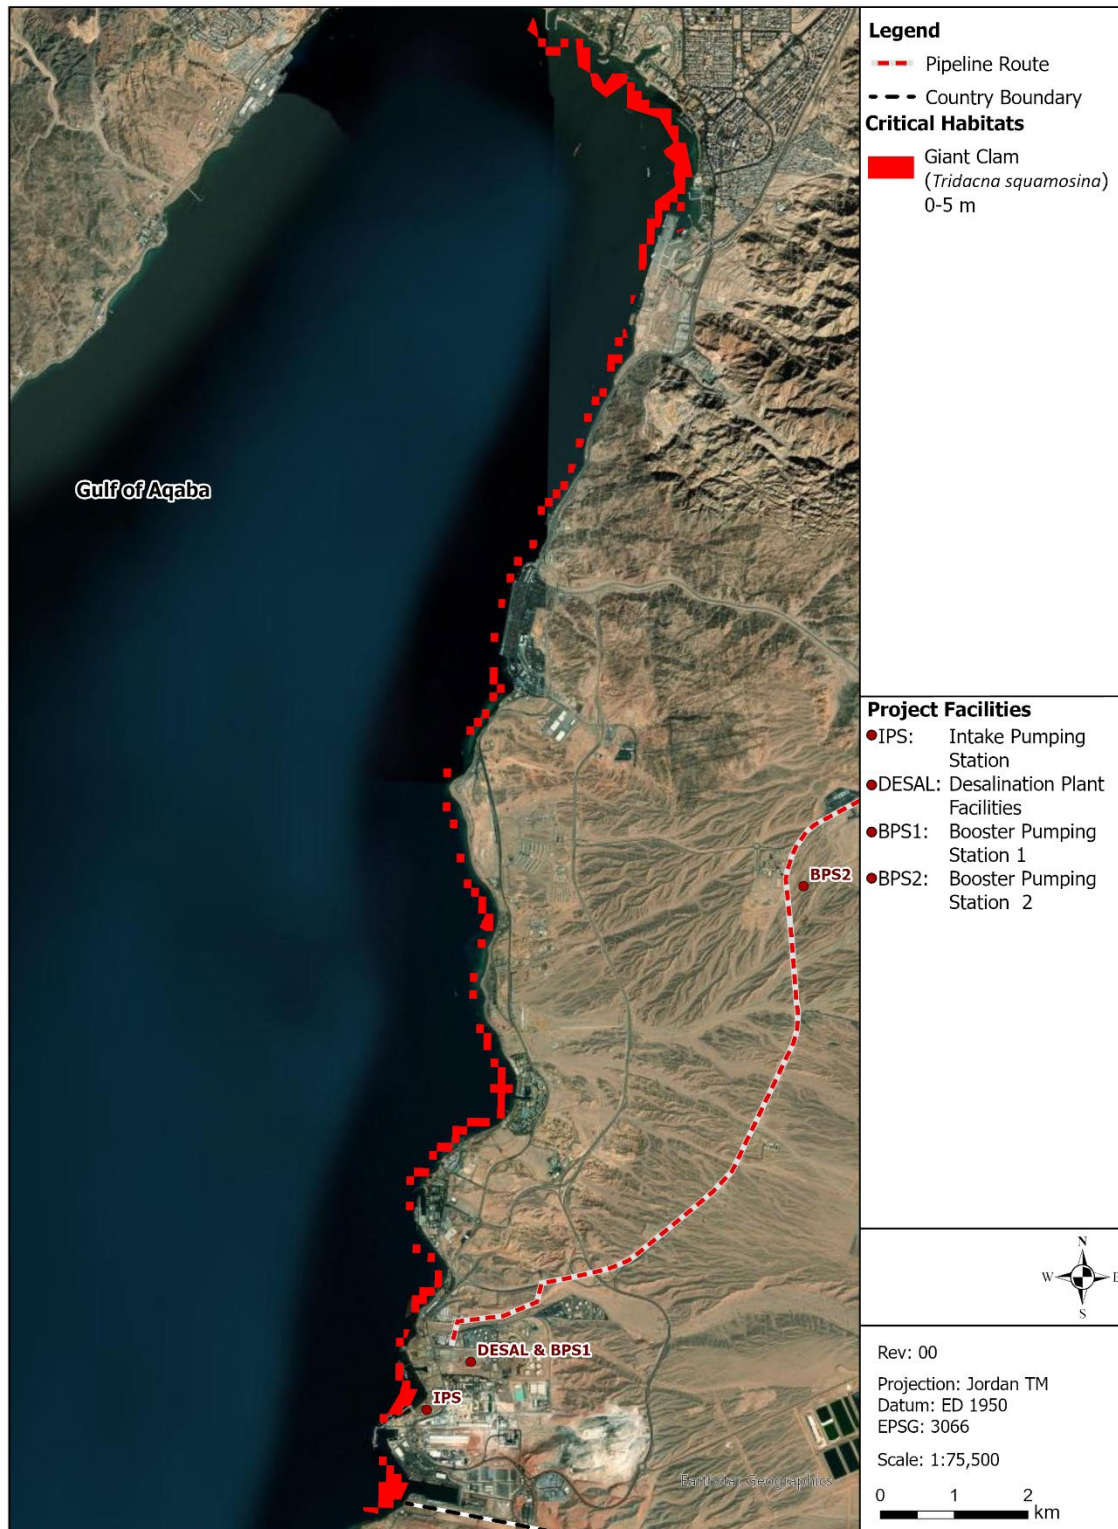 Legend
Pipeline Route
Country Boundary
Critical Habitats
Giant Clam
(Tridacna squamosina)
0-5 m
Gulf of Aqaba
Project Facilities
IPS: Intake Pumping
Station
DESAL: Desalination Plant
Facilities
BPS1: Booster Pumping
Station 1
BPS2: Booster Pumping
Station 2
BPS2
DESAL & BPS1
IPS
Earthstar Geographics
N
W E
S
Rev: 00
Projection: Jordan TM
Datum: ED 1950
EPSG: 3066
Scale: 1:75,500
0 1 2
km